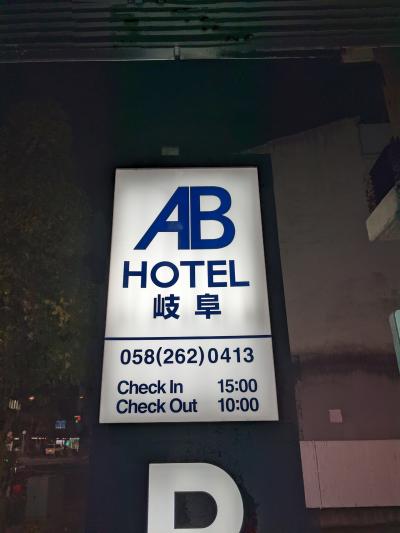 AB
HOTEL
岐阜
058(262)0413
Check In 15:00
Check Out 10:00
P